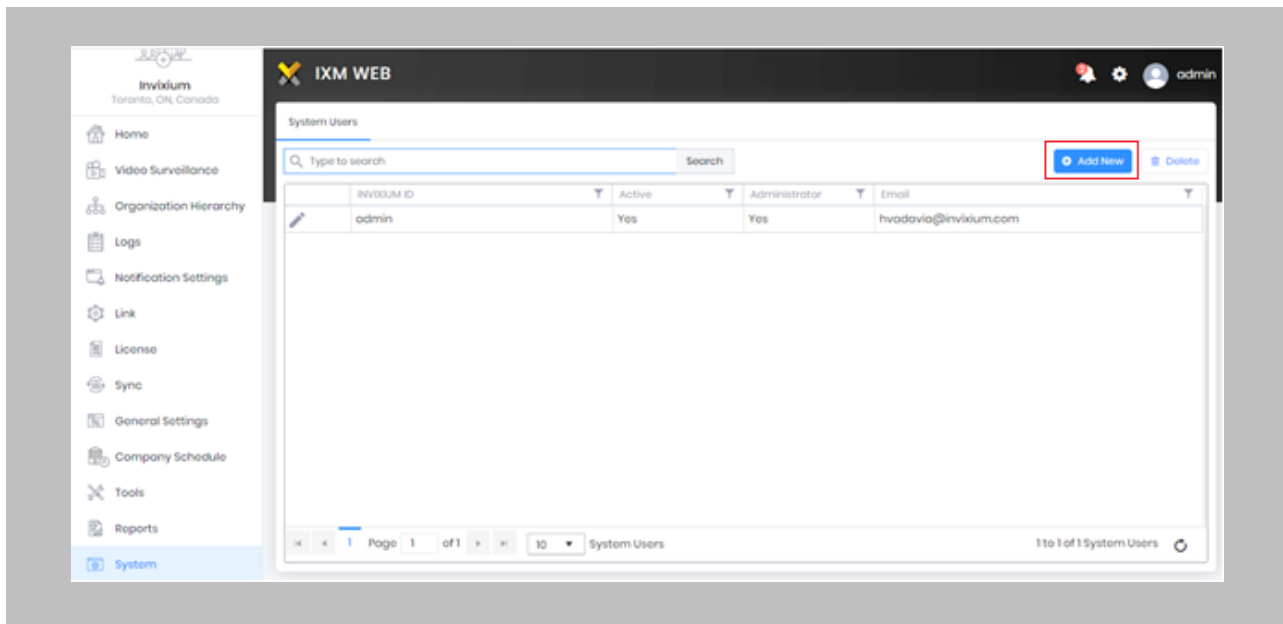 Invixium
Toronto, ON, Canada
Home
Video Surveillance
Organization Hierarchy
Logs
Notification Settings
Link
License
Sync
General Settings
Company Schedule
Tools
Reports
System
IXM WEB
admin
System Users
Type to search Search Add New Delete
INVIXIUM ID Active Administrator Email
admin Yes Yes hvadavia@invixium.com
1 Page 1 of 1 10 System Users 1 to 1 of 1 System Users